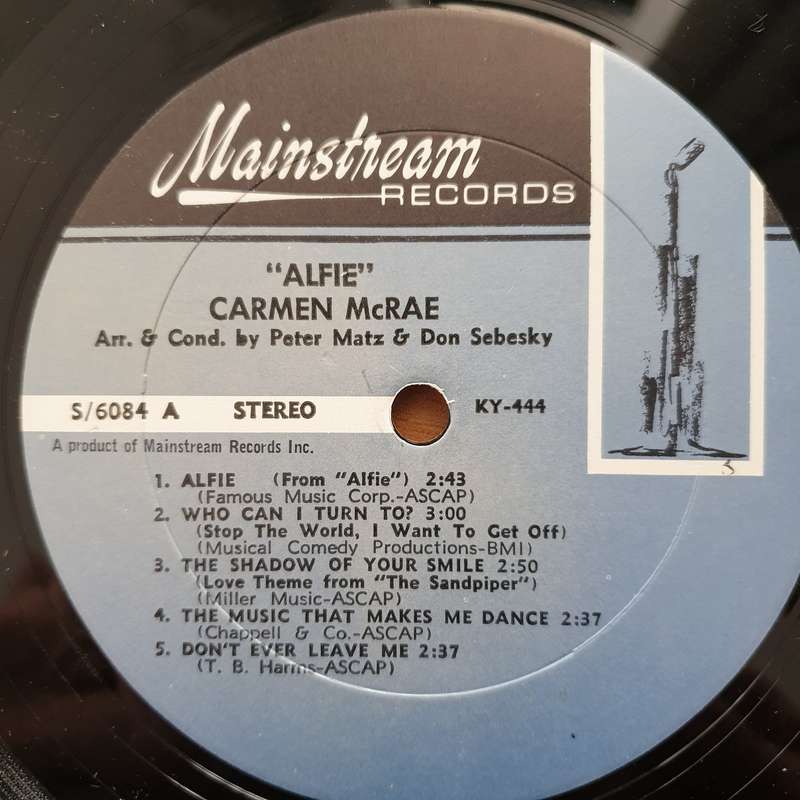 Mainstream
RECORDS
"ALFIE"
CARMEN McRAE
Arr. & Cond. by Peter Matz & Don Sebesky
S/6084 A STEREO KY-444
A product of Mainstream Records Inc.
1. ALFIE (From "Alfie") 2:43
(Famous Music Corp.-ASCAP)
2. WHO CAN I TURN TO? 3:00
(Stop The World, I Want To Get Off)
(Musical Comedy Productions-BMI)
3. THE SHADOW OF YOUR SMILE 2:50
(Love Theme from "The Sandpiper")
(Miller Music-ASCAP)
4. THE MUSIC THAT MAKES ME DANCE 2:37
(Chappell & Co.-ASCAP)
5. DON'T EVER LEAVE ME 2:37
(T. B. Harms-ASCAP)